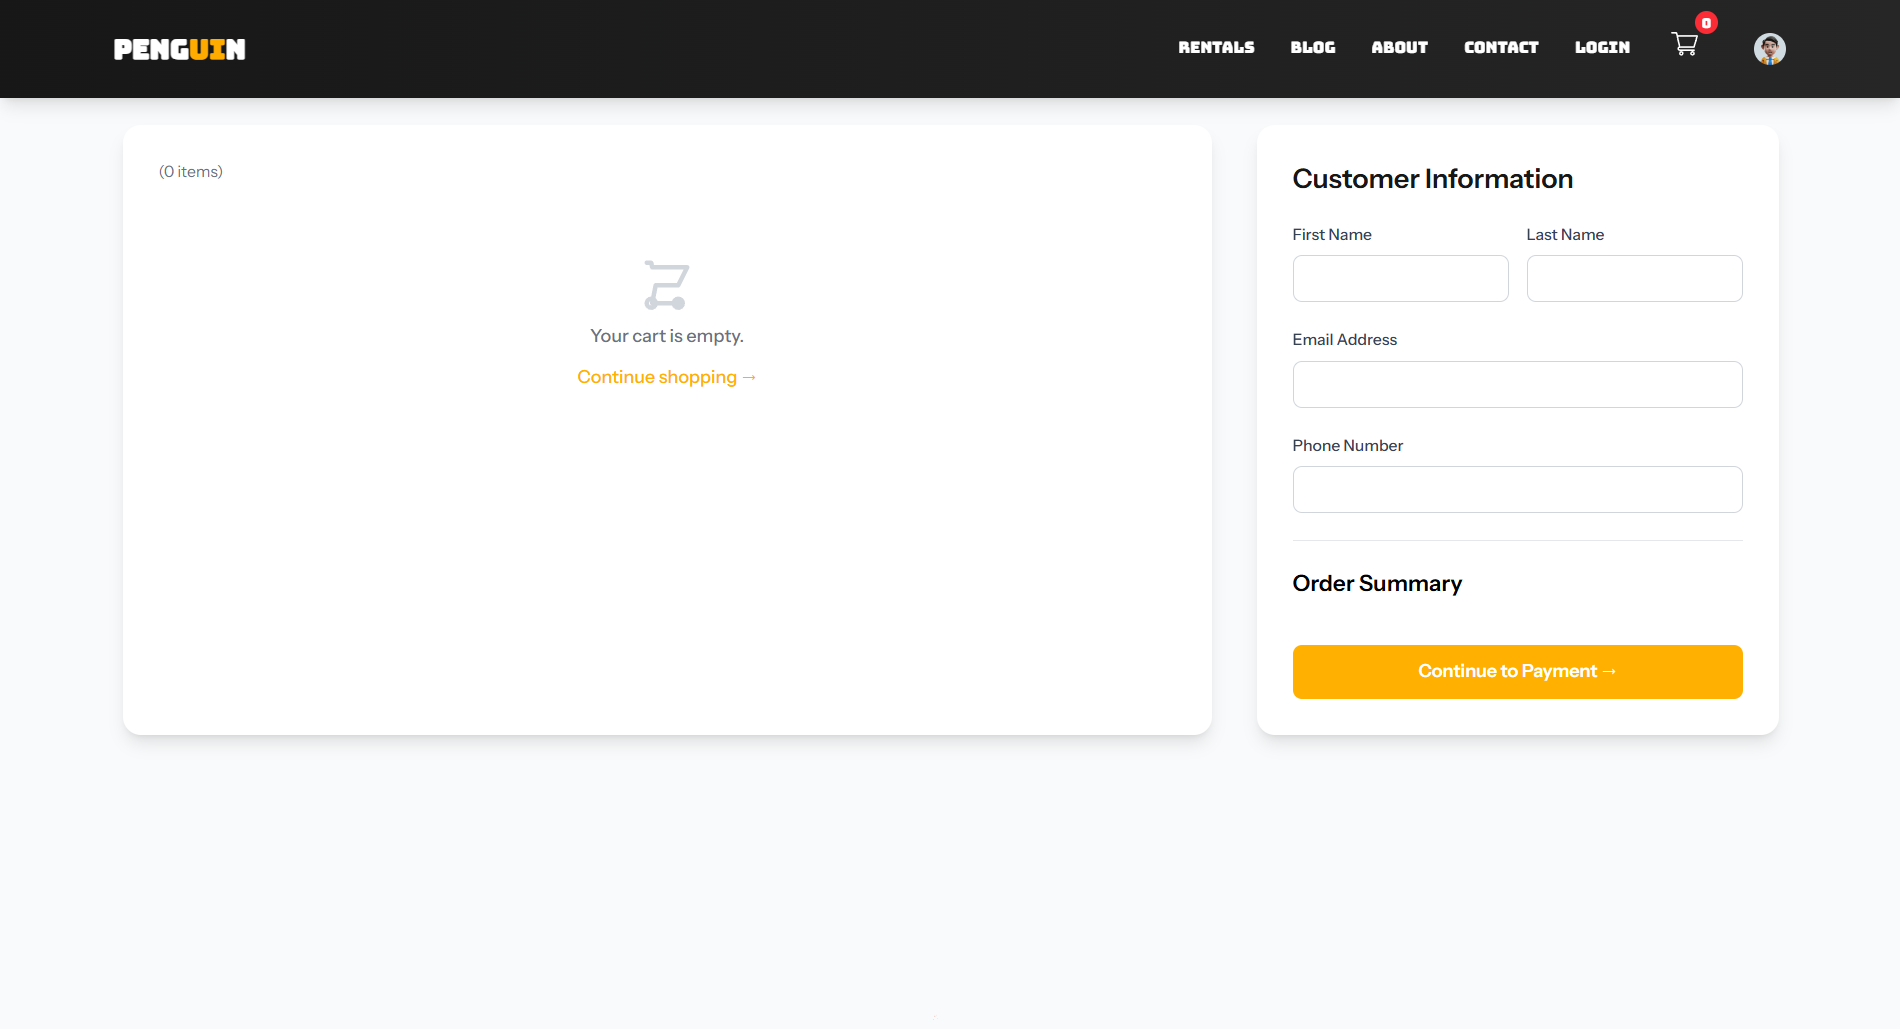 PENGUIN
RENTALS BLOG ABOUT CONTACT LOGIN 0
(0 items)
Your cart is empty.
Continue shopping →
Customer Information
First Name Last Name
Email Address
Phone Number
Order Summary
Continue to Payment →